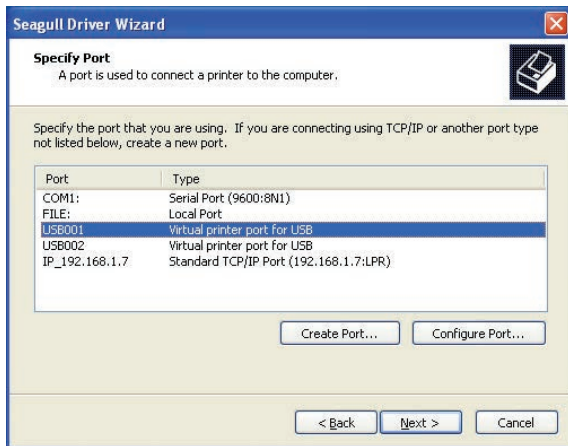 Seagull Driver Wizard
Specify Port
A port is used to connect a printer to the computer.
Specify the port that you are using. If you are connecting using TCP/IP or another port type
not listed below, create a new port.
Port Type
COM1: Serial Port (9600:8N1)
FILE: Local Port
USB001 Virtual printer port for USB
USB002 Virtual printer port for USB
IP_192.168.1.7 Standard TCP/IP Port (192.168.1.7:LPR)
Create Port... Configure Port...
< Back Next > Cancel